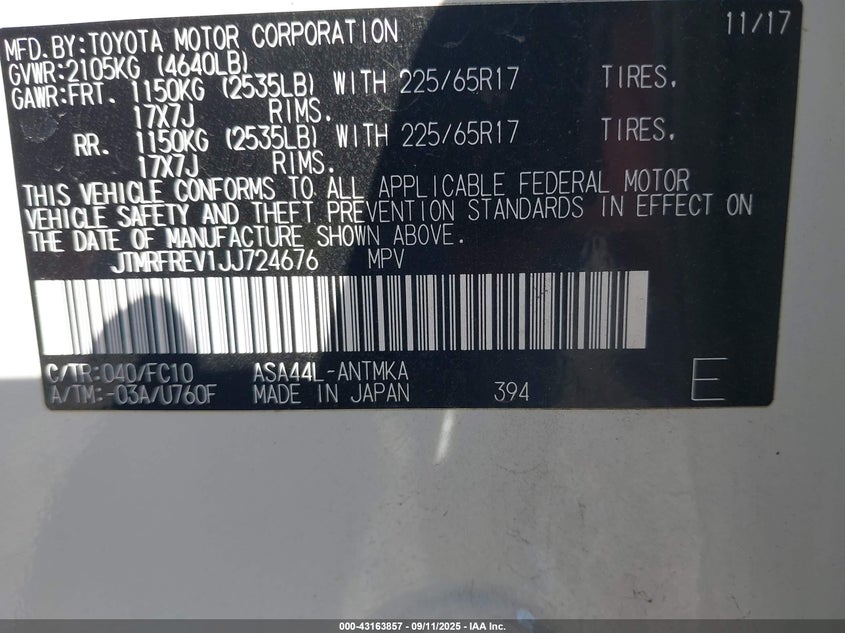 11/17
MFD.BY:TOYOTA MOTOR CORPORATION
GVWR:2105KG (4640LB)
GAWR:FRT. 1150KG (2535LB) WITH 225/65R17 TIRES.
17X7J RIMS.
RR. 1150KG (2535LB) WITH 225/65R17 TIRES.
17X7J RIMS.
THIS VEHICLE CONFORMS TO ALL APPLICABLE FEDERAL MOTOR
VEHICLE SAFETY AND THEFT PREVENTION STANDARDS IN EFFECT ON
THE DATE OF MANUFACTURE SHOWN ABOVE.
JTMRFREV1JJ724676 MPV
C/TR:040/FC10 ASA44L-ANTMKA
A/TM:-03A/U760F MADE IN JAPAN 394 E
000-43163857 - 09/11/2025 - IAA Inc.